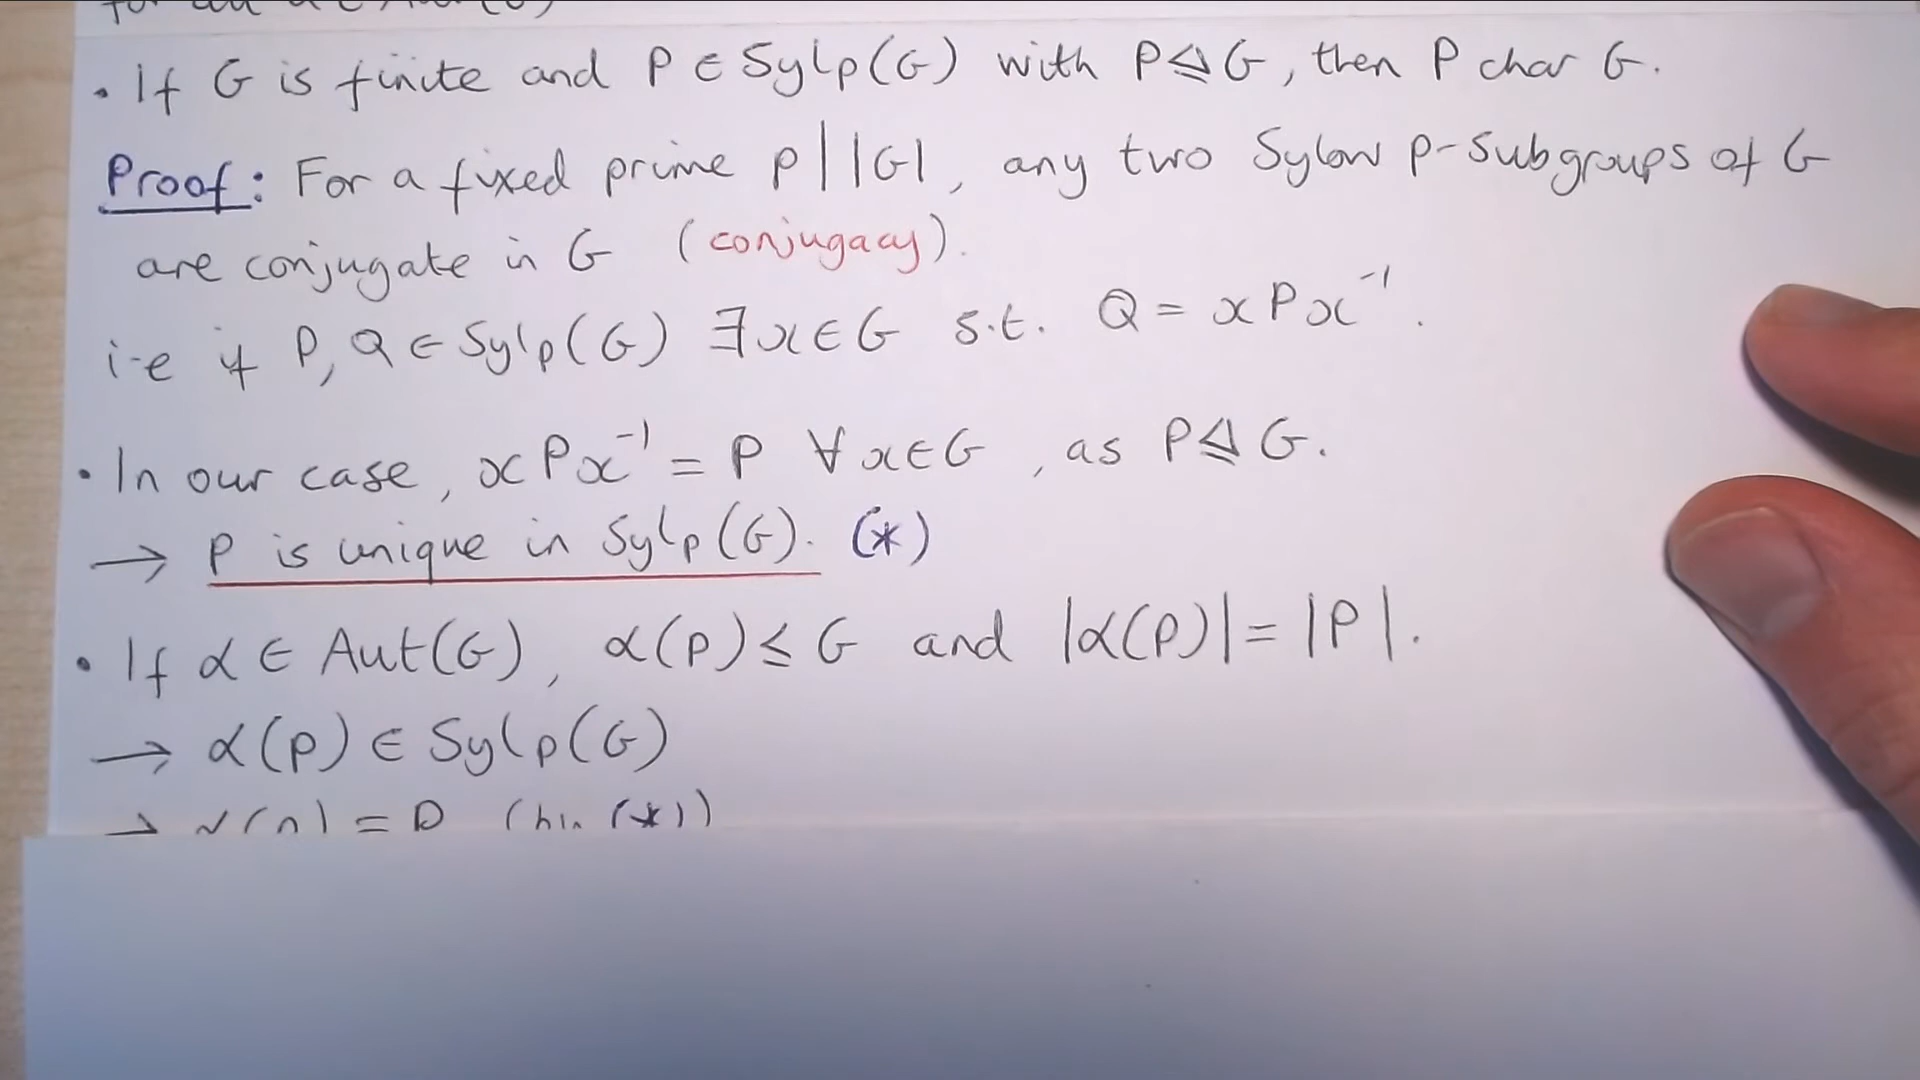 • If G is finite and P ∈ Sylp(G) with P ⊴ G, then P char G.
Proof: For a fixed prime p | |G|, any two Sylow p-subgroups of G
are conjugate in G (conjugacy).
i.e if P, Q ∈ Sylp(G) ∃x∈G s.t. Q = xPx⁻¹.
• In our case, xPx⁻¹ = P ∀x∈G, as P⊴G.
→ P is unique in Sylp(G). (*)
• If α ∈ Aut(G), α(P) ≤ G and |α(P)| = |P|.
→ α(P) ∈ Sylp(G)